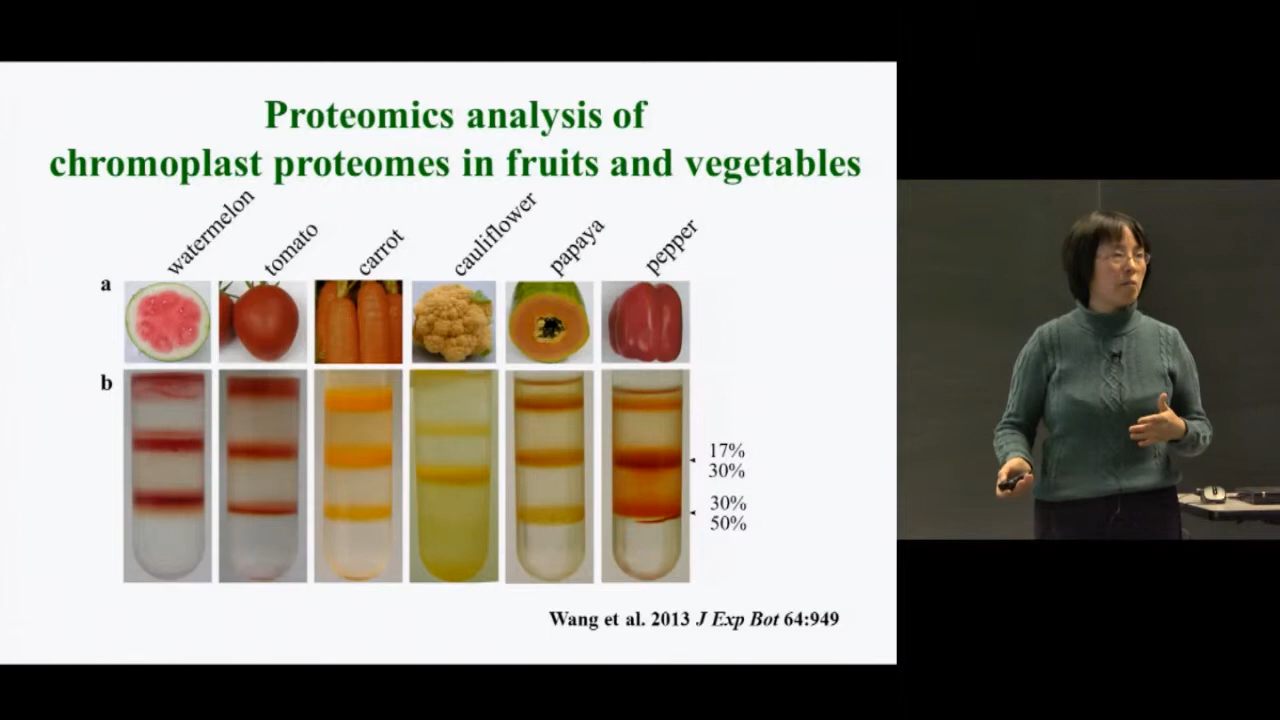 Proteomics analysis of
chromoplast proteomes in fruits and vegetables
watermelon
tomato
carrot
cauliflower
papaya
pepper
a
b
17%
30%
30%
50%
Wang et al. 2013 J Exp Bot 64:949